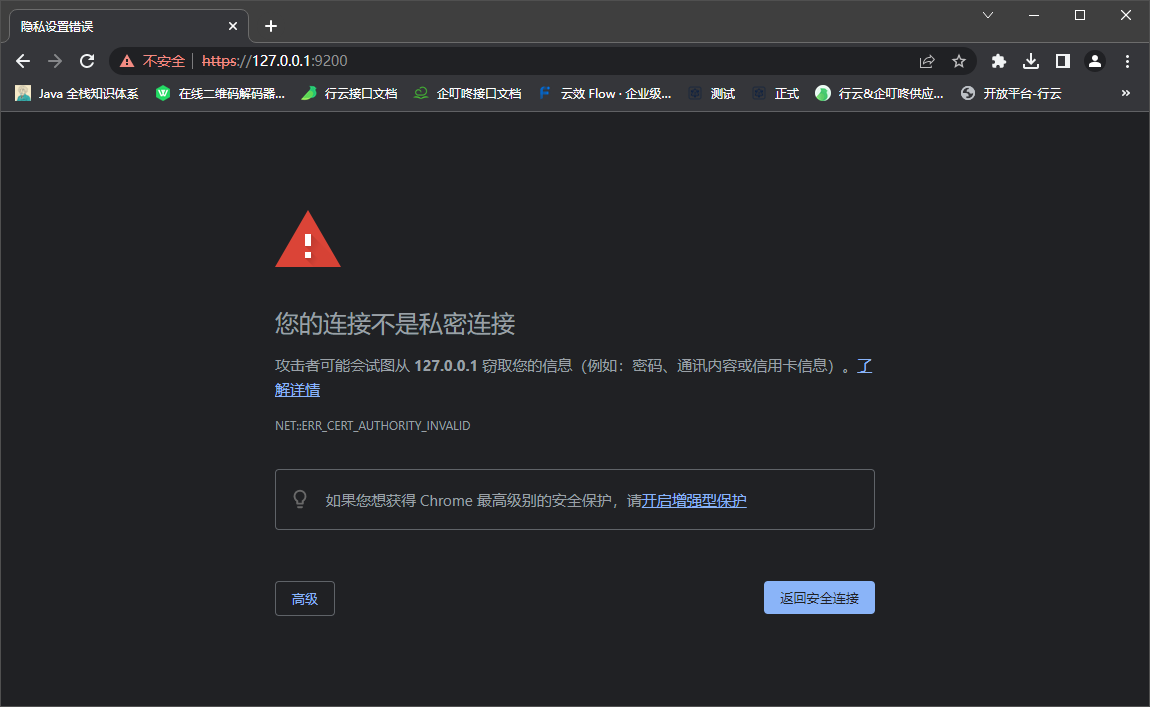 隐私设置错误
不安全 https://127.0.0.1:9200
Java 全栈知识体系 在线二维码解码器... 行云接口文档 企叮咚接口文档 云效 Flow · 企业级... 测试 正式 行云&企叮咚供应... 开放平台-行云 »
您的连接不是私密连接
攻击者可能会试图从 127.0.0.1 窃取您的信息（例如：密码、通讯内容或信用卡信息）。了
解详情
NET::ERR_CERT_AUTHORITY_INVALID
如果您想获得 Chrome 最高级别的安全保护，请开启增强型保护
高级 返回安全连接